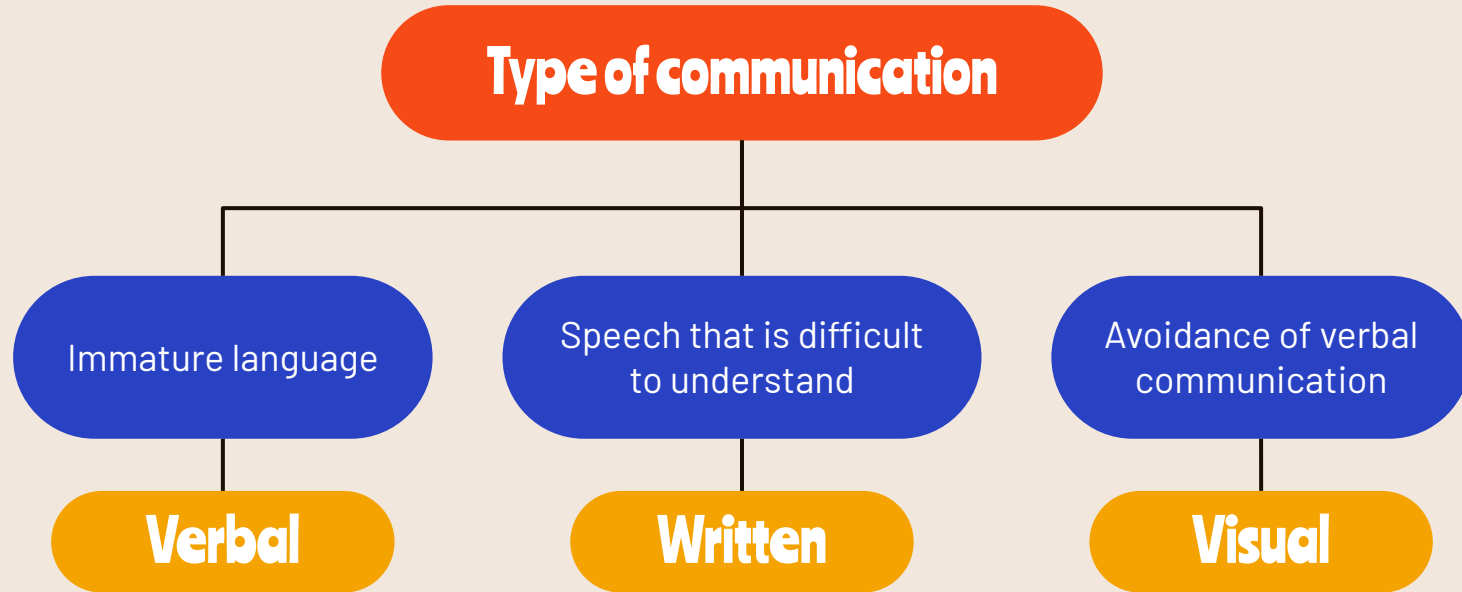 Type of communication
Immature language
Speech that is difficult
to understand
Avoidance of verbal
communication
Verbal
Written
Visual